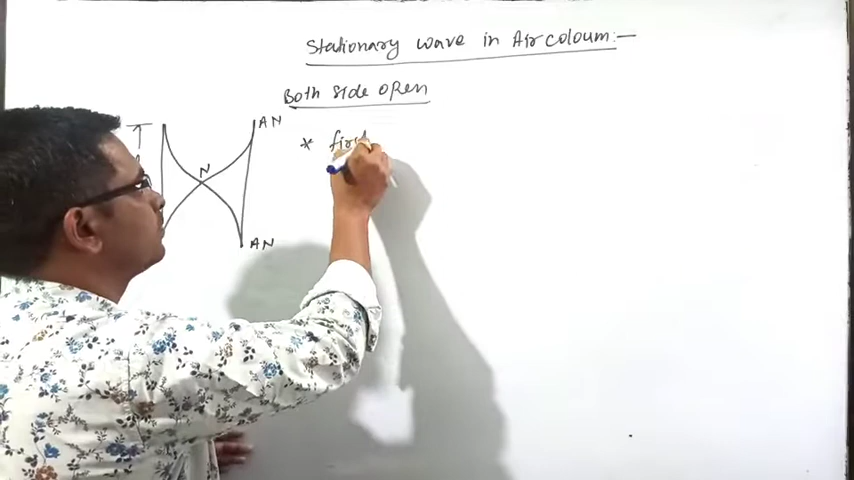 Stationary wave in Air coloum:-
Both side open
AN
* first
N
AN